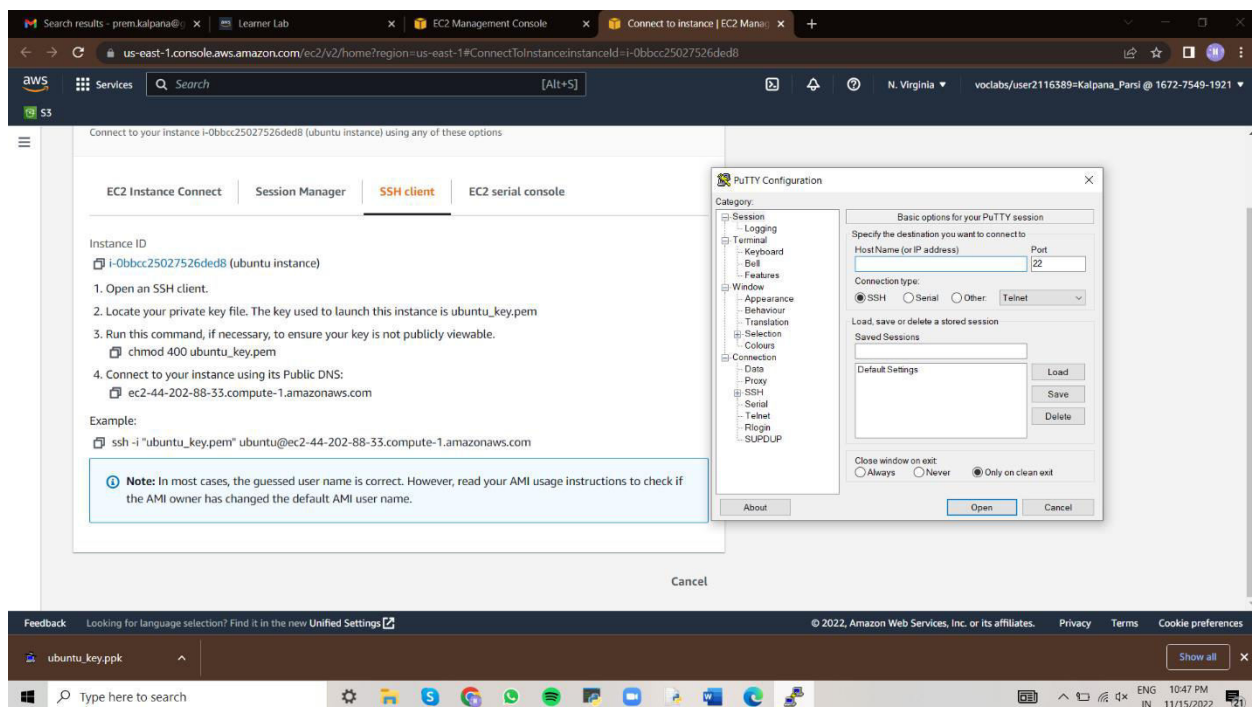 Search results - prem.kalpana@g
Learner Lab
EC2 Management Console
Connect to instance | EC2 Manag
us-east-1.console.aws.amazon.com/ec2/v2/home?region=us-east-1#ConnectToInstance:instanceId=i-0bbcc25027526ded8
aws
Services
Search
[Alt+S]
N. Virginia
voclabs/user2116389=Kalpana_Parsi @ 1672-7549-1921
S3
Connect to your instance i-0bbcc25027526ded8 (ubuntu instance) using any of these options
EC2 Instance Connect
Session Manager
SSH client
EC2 serial console
Instance ID
i-0bbcc25027526ded8 (ubuntu instance)
1. Open an SSH client.
2. Locate your private key file. The key used to launch this instance is ubuntu_key.pem
3. Run this command, if necessary, to ensure your key is not publicly viewable.
chmod 400 ubuntu_key.pem
4. Connect to your instance using its Public DNS:
ec2-44-202-88-33.compute-1.amazonaws.com
Example:
ssh -i "ubuntu_key.pem" ubuntu@ec2-44-202-88-33.compute-1.amazonaws.com
Note: In most cases, the guessed user name is correct. However, read your AMI usage instructions to check if
the AMI owner has changed the default AMI user name.
Cancel
PuTTY Configuration
Category:
Session
Logging
Terminal
Keyboard
Bell
Features
Window
Appearance
Behaviour
Translation
Selection
Colours
Connection
Data
Proxy
SSH
Serial
Telnet
Rlogin
SUPDUP
Basic options for your PuTTY session
Specify the destination you want to connect to
Host Name (or IP address)
Port
22
Connection type:
SSH
Serial
Other:
Telnet
Load, save or delete a stored session
Saved Sessions
Default Settings
Load
Save
Delete
Close window on exit:
Always
Never
Only on clean exit
About
Open
Cancel
Feedback
Looking for language selection? Find it in the new Unified Settings
© 2022, Amazon Web Services, Inc. or its affiliates.
Privacy
Terms
Cookie preferences
ubuntu_key.ppk
Show all
Type here to search
ENG
IN
10:47 PM
11/15/2022
21